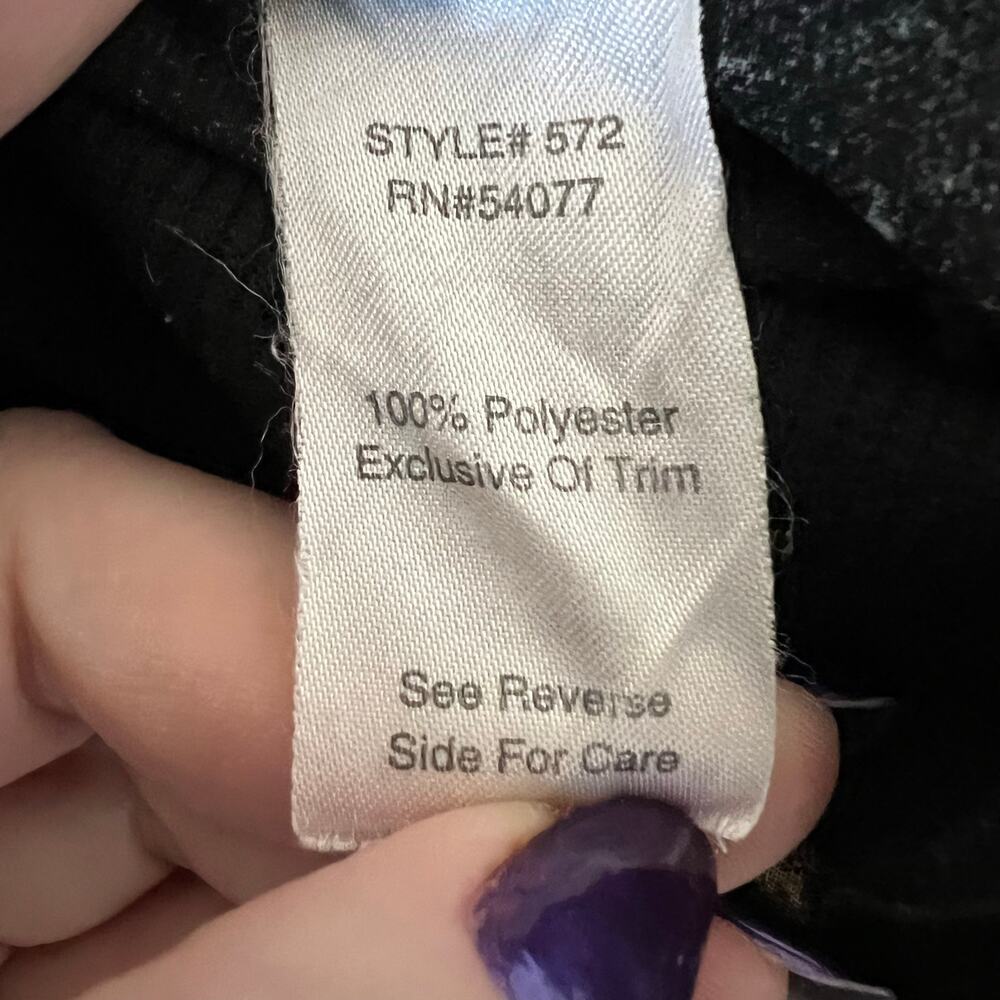 STYLE# 572
RN#54077
100% Polyester
Exclusive Of Trim
See Reverse
Side For Care